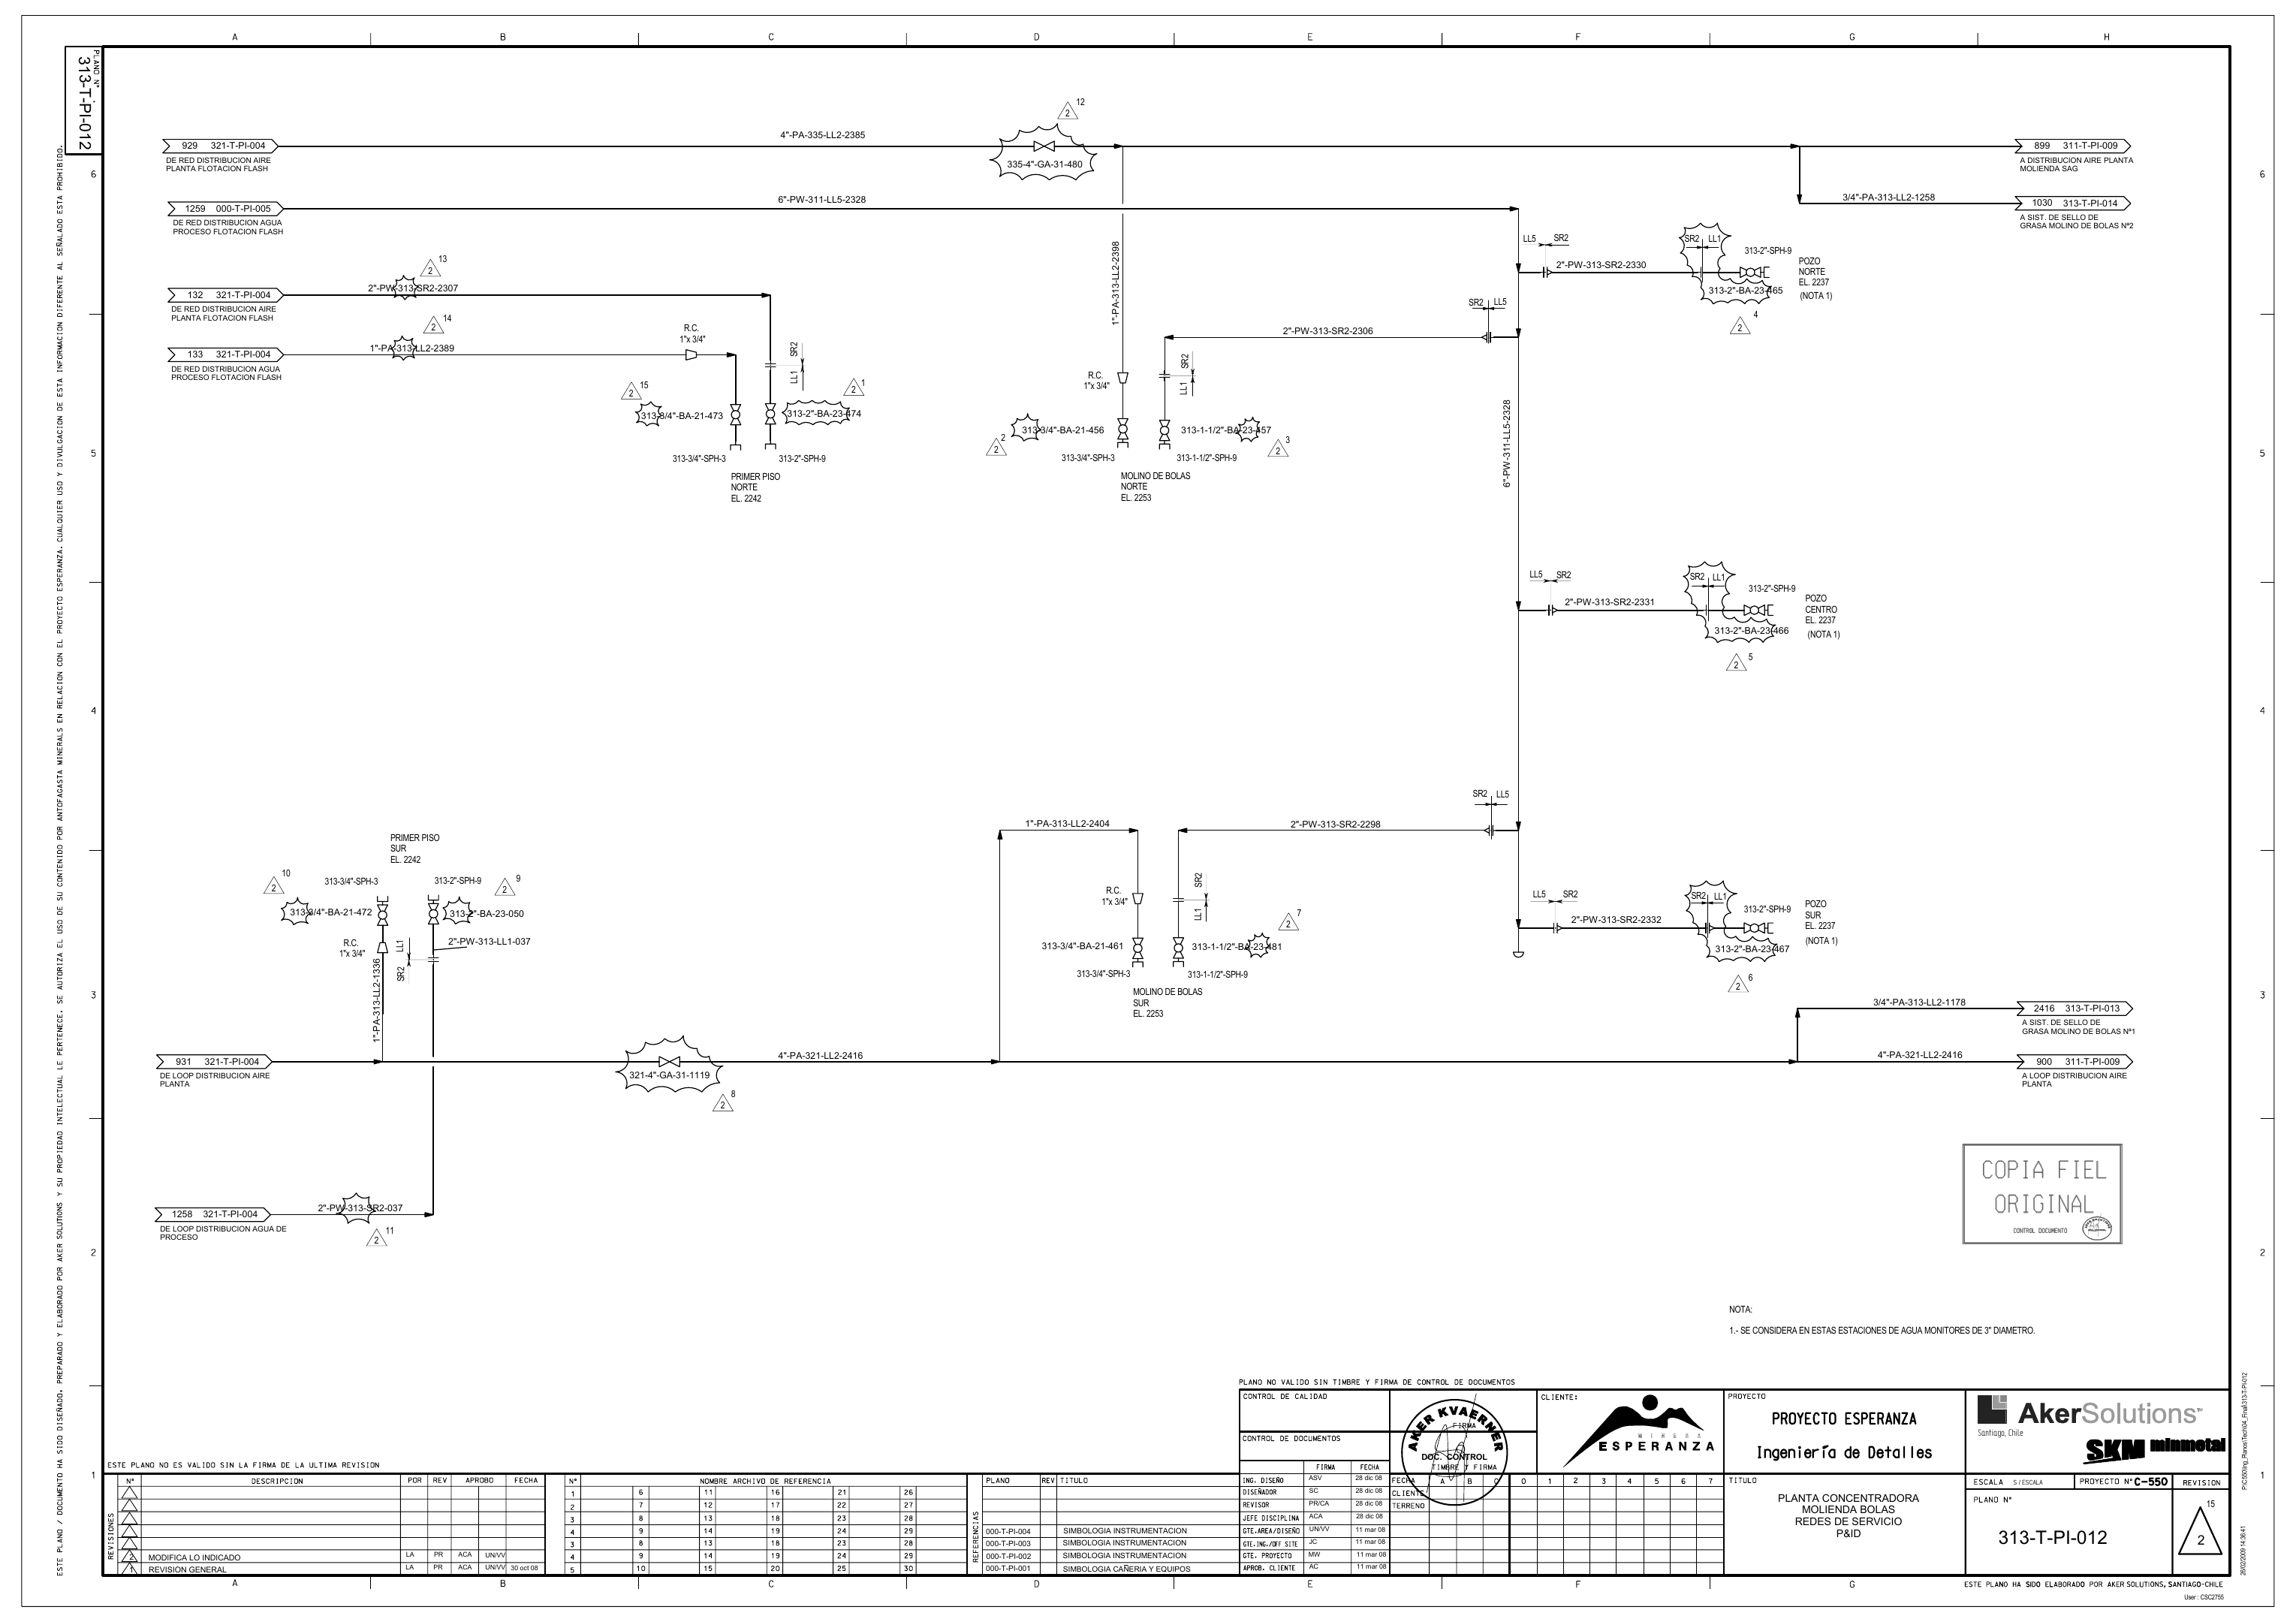 A B C D E F G H
PLANO N°
313-T-PI-012
ESTE PLANO / DOCUMENTO HA SIDO DISEÑADO, PREPARADO Y ELABORADO POR AKER SOLUTIONS Y SU PROPIEDAD INTELECTUAL LE PERTENECE. SE AUTORIZA EL USO DE SU CONTENIDO POR ANTOFAGASTA MINERALS EN RELACION CON EL PROYECTO ESPERANZA. CUALQUIER USO Y DIVULGACION DE ESTA INFORMACION DIFERENTE AL SEÑALADO ESTA PROHIBIDO.
12
2
4"-PA-335-LL2-2385
929 321-T-PI-004
DE RED DISTRIBUCION AIRE
PLANTA FLOTACION FLASH
335-4"-GA-31-480
899 311-T-PI-009
A DISTRIBUCION AIRE PLANTA
MOLIENDA SAG
6 6
3/4"-PA-313-LL2-1258
1030 313-T-PI-014
A SIST. DE SELLO DE
GRASA MOLINO DE BOLAS Nº2
6"-PW-311-LL5-2328
1259 000-T-PI-005
DE RED DISTRIBUCION AGUA
PROCESO FLOTACION FLASH
LL5 SR2
2"-PW-313-SR2-2330
SR2 LL1
313-2"-SPH-9
313-2"-BA-23-465
POZO
NORTE
EL. 2237
(NOTA 1)
4
2
13
2
2"-PW-313-SR2-2307
132 321-T-PI-004
DE RED DISTRIBUCION AIRE
PLANTA FLOTACION FLASH
14
2
1"-PA-313-LL2-2389
133 321-T-PI-004
DE RED DISTRIBUCION AGUA
PROCESO FLOTACION FLASH
R.C.
1"x 3/4"
SR2
LL1
15
2
313-3/4"-BA-21-473
1
2
313-2"-BA-23-474
313-3/4"-SPH-3
313-2"-SPH-9
PRIMER PISO
NORTE
EL. 2242
1"-PA-313-LL2-2398
SR2 LL5
2"-PW-313-SR2-2306
R.C.
1"x 3/4"
SR2
LL1
2
2
313-3/4"-BA-21-456
313-1-1/2"-BA-23-457
3
2
313-3/4"-SPH-3
313-1-1/2"-SPH-9
MOLINO DE BOLAS
NORTE
EL. 2253
6"-PW-311-LL5-2328
5 5
LL5 SR2
2"-PW-313-SR2-2331
SR2 LL1
313-2"-SPH-9
313-2"-BA-23-466
POZO
CENTRO
EL. 2237
(NOTA 1)
5
2
4 4
SR2 LL5
1"-PA-313-LL2-2404
2"-PW-313-SR2-2298
PRIMER PISO
SUR
EL. 2242
10
2
313-3/4"-SPH-3
313-2"-SPH-9
9
2
313-3/4"-BA-21-472
313-2"-BA-23-050
R.C.
1"x 3/4"
LL1
SR2
2"-PW-313-LL1-037
1"-PA-313-LL2-1336
R.C.
1"x 3/4"
SR2
LL1
7
2
313-3/4"-BA-21-461
313-1-1/2"-BA-23-481
313-3/4"-SPH-3
313-1-1/2"-SPH-9
MOLINO DE BOLAS
SUR
EL. 2253
LL5 SR2
2"-PW-313-SR2-2332
SR2 LL1
313-2"-SPH-9
313-2"-BA-23-467
POZO
SUR
EL. 2237
(NOTA 1)
6
2
3 3
3/4"-PA-313-LL2-1178
2416 313-T-PI-013
A SIST. DE SELLO DE
GRASA MOLINO DE BOLAS Nº1
931 321-T-PI-004
DE LOOP DISTRIBUCION AIRE
PLANTA
321-4"-GA-31-1119
8
2
4"-PA-321-LL2-2416
4"-PA-321-LL2-2416
900 311-T-PI-009
A LOOP DISTRIBUCION AIRE
PLANTA
2"-PW-313-SR2-037
1258 321-T-PI-004
DE LOOP DISTRIBUCION AGUA DE
PROCESO
11
2
COPIA FIEL
ORIGINAL
CONTROL DOCUMENTO
2 2
NOTA:
1.- SE CONSIDERA EN ESTAS ESTACIONES DE AGUA MONITORES DE 3" DIAMETRO.
PLANO NO VALIDO SIN TIMBRE Y FIRMA DE CONTROL DE DOCUMENTOS
CONTROL DE CALIDAD
CONTROL DE DOCUMENTOS
AKER KVAERNER
FIRMA
DOC. CONTROL
TIMBRE Y FIRMA
CLIENTE:
MINERA
ESPERANZA
PROYECTO
PROYECTO ESPERANZA
Ingeniería de Detalles
AkerSolutions™
Santiago, Chile
SKM minmetal
ESTE PLANO NO ES VALIDO SIN LA FIRMA DE LA ULTIMA REVISION
1 1
REVISIONES
N° DESCRIPCION POR REV APROBO FECHA
2 MODIFICA LO INDICADO LA PR ACA UN/VV
1 REVISION GENERAL LA PR ACA UN/VV 30 oct 08
N° NOMBRE ARCHIVO DE REFERENCIA
1 6 11 16 21 26
2 7 12 17 22 27
3 8 13 18 23 28
4 9 14 19 24 29
3 8 13 18 23 28
4 9 14 19 24 29
5 10 15 20 25 30
REFERENCIAS
PLANO REV TITULO
000-T-PI-004 SIMBOLOGIA INSTRUMENTACION
000-T-PI-003 SIMBOLOGIA INSTRUMENTACION
000-T-PI-002 SIMBOLOGIA INSTRUMENTACION
000-T-PI-001 SIMBOLOGIA CAÑERIA Y EQUIPOS
FIRMA FECHA
ING. DISEÑO ASV 28 dic 08
DISEÑADOR SC 28 dic 08
REVISOR PR/CA 28 dic 08
JEFE DISCIPLINA ACA 28 dic 08
GTE.AREA/DISEÑO UN/VV 11 mar 08
GTE.ING./OFF SITE JC 11 mar 08
GTE. PROYECTO MW 11 mar 08
APROB. CLIENTE AC 11 mar 08
FECHA A B C 0 1 2 3 4 5 6 7
CLIENTE
TERRENO
TITULO
PLANTA CONCENTRADORA
MOLIENDA BOLAS
REDES DE SERVICIO
P&ID
ESCALA S/ESCALA
PROYECTO N° C-550
REVISION
PLANO N°
313-T-PI-012
15
2
A B C D E F G
ESTE PLANO HA SIDO ELABORADO POR AKER SOLUTIONS, SANTIAGO-CHILE
User : CSC2755
26/02/2009 14:36:41